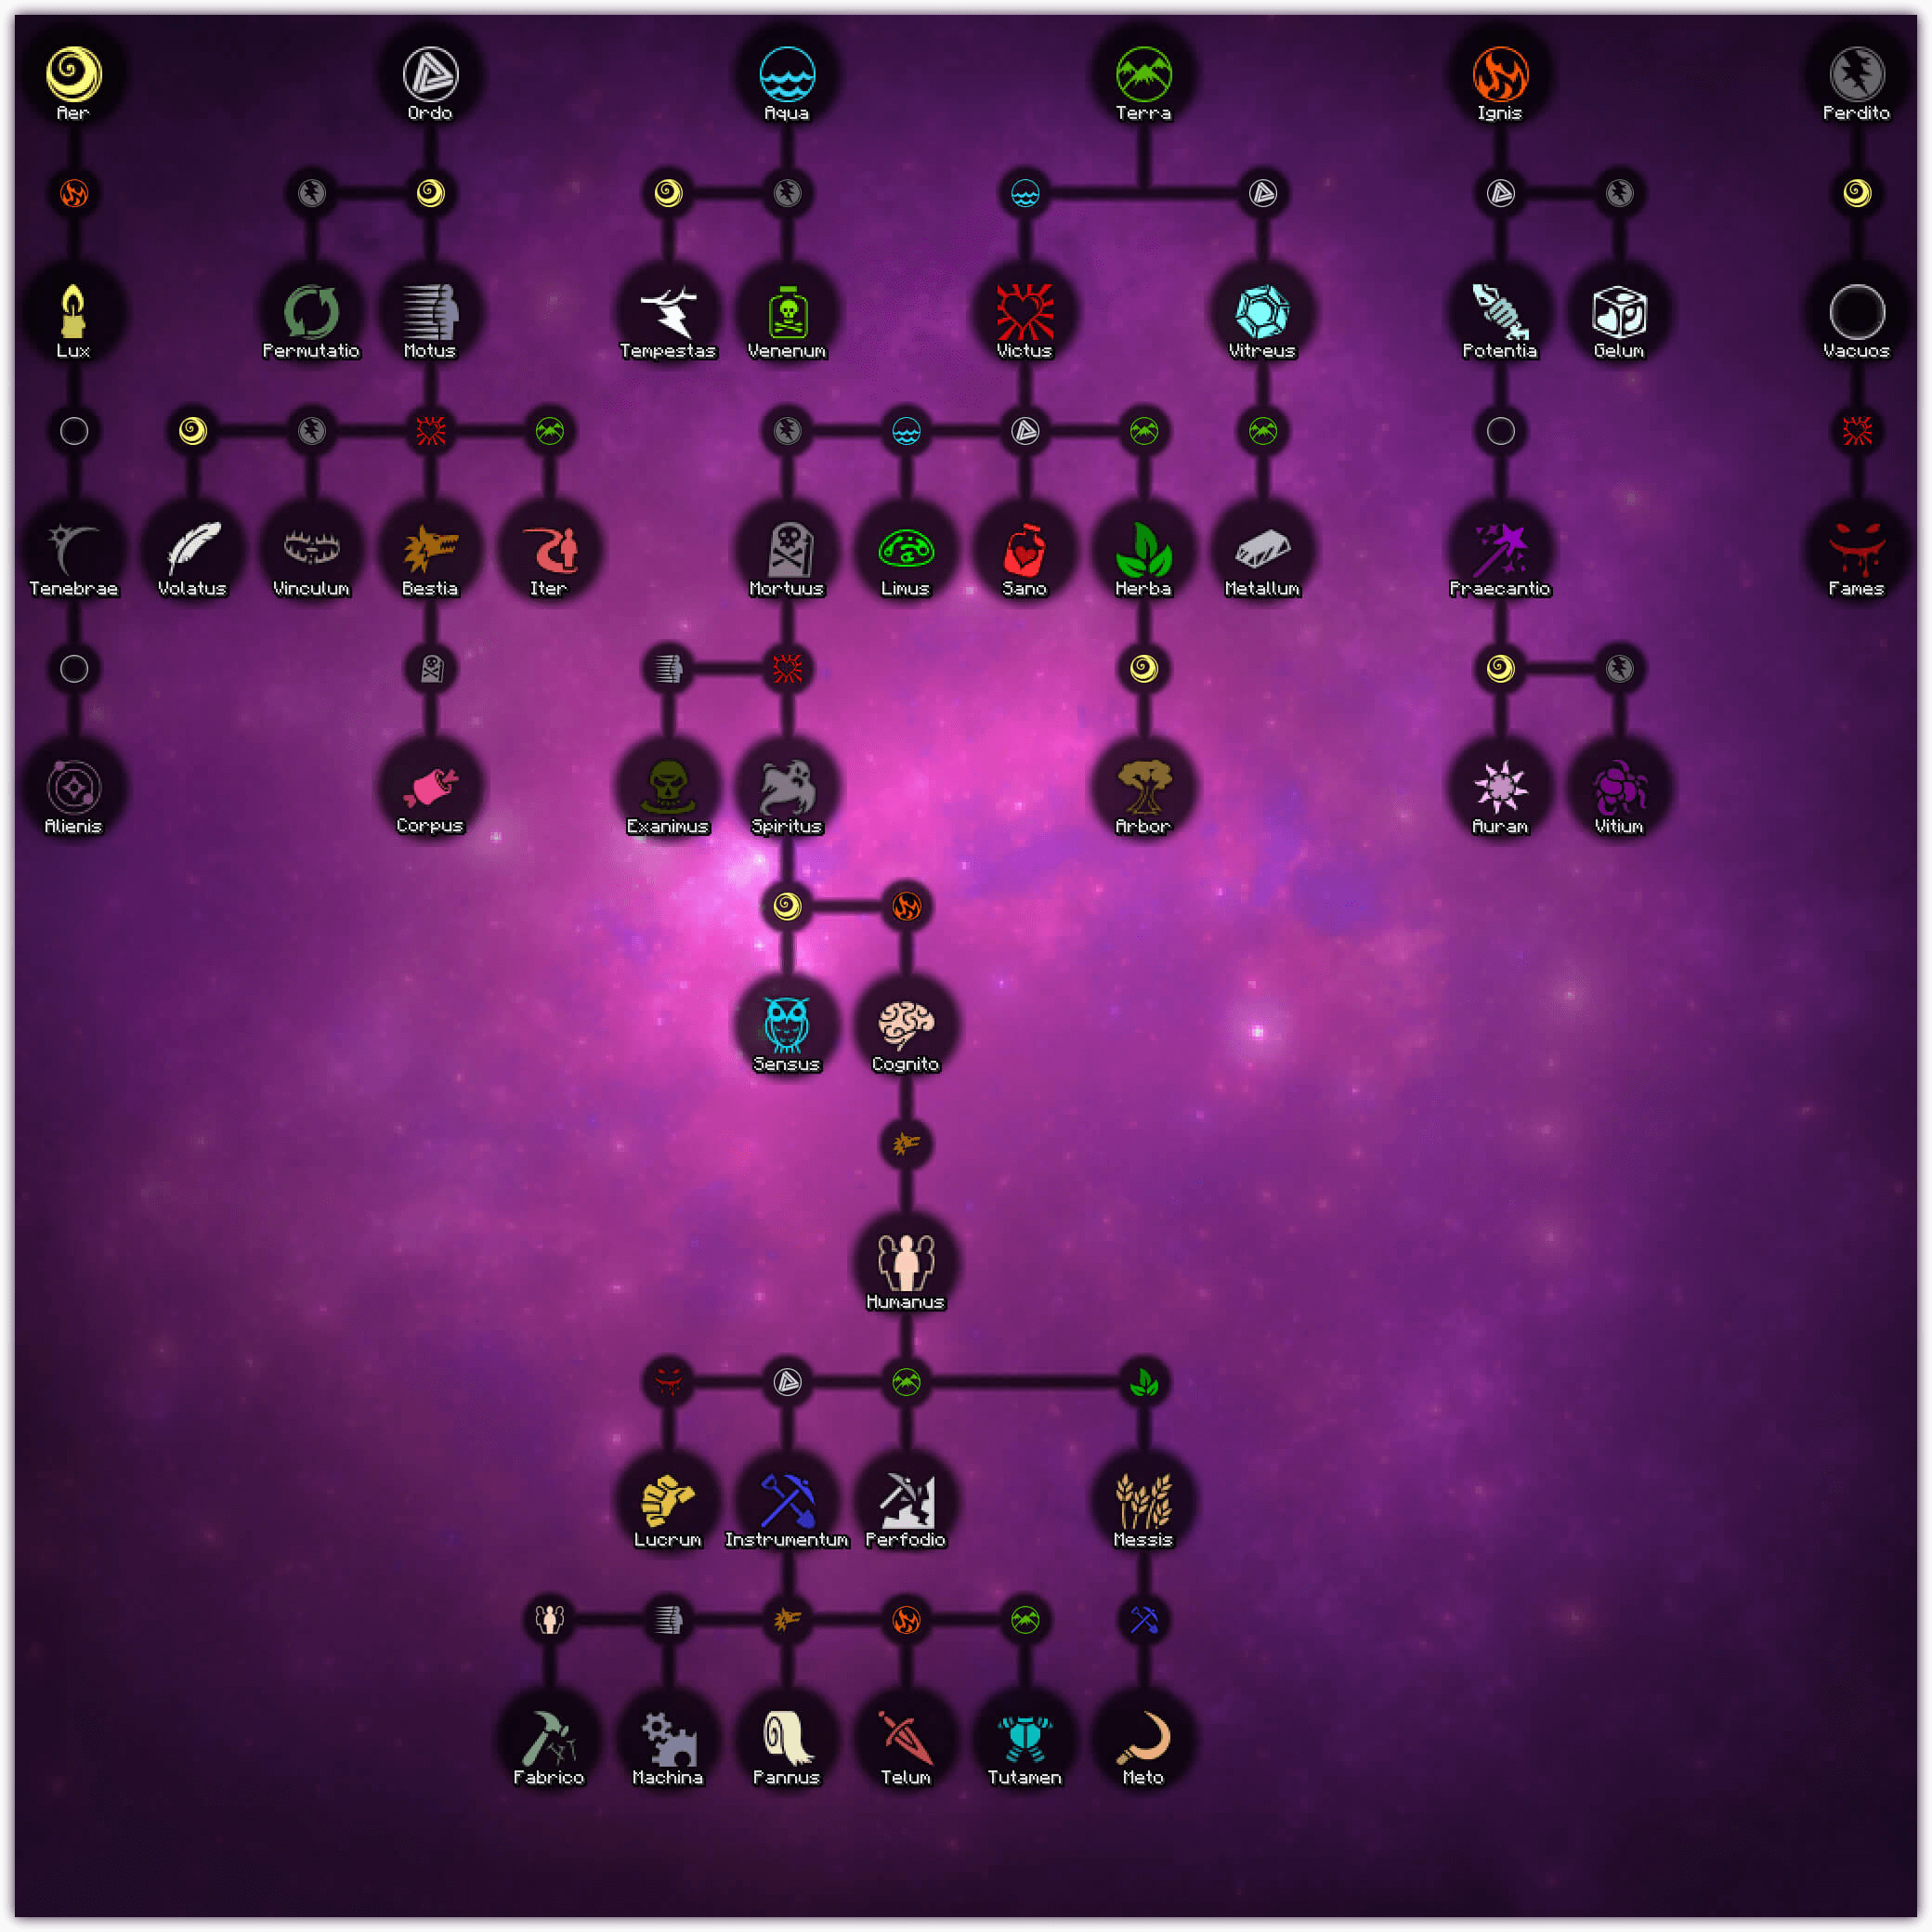 Aer
Ordo
Aqua
Terra
Ignis
Perdito
Lux
Permutatio
Motus
Tempestas
Venenum
Victus
Vitreus
Potentia
Gelum
Vacuos
Tenebrae
Volatus
Vinculum
Bestia
Iter
Mortuus
Limus
Sano
Herba
Metallum
Praecantio
Fames
Alienis
Corpus
Exanimus
Spiritus
Arbor
Auram
Vitium
Sensus
Cognito
Humanus
Lucrum
Instrumentum
Perfodio
Messis
Fabrico
Machina
Pannus
Telum
Tutamen
Meto